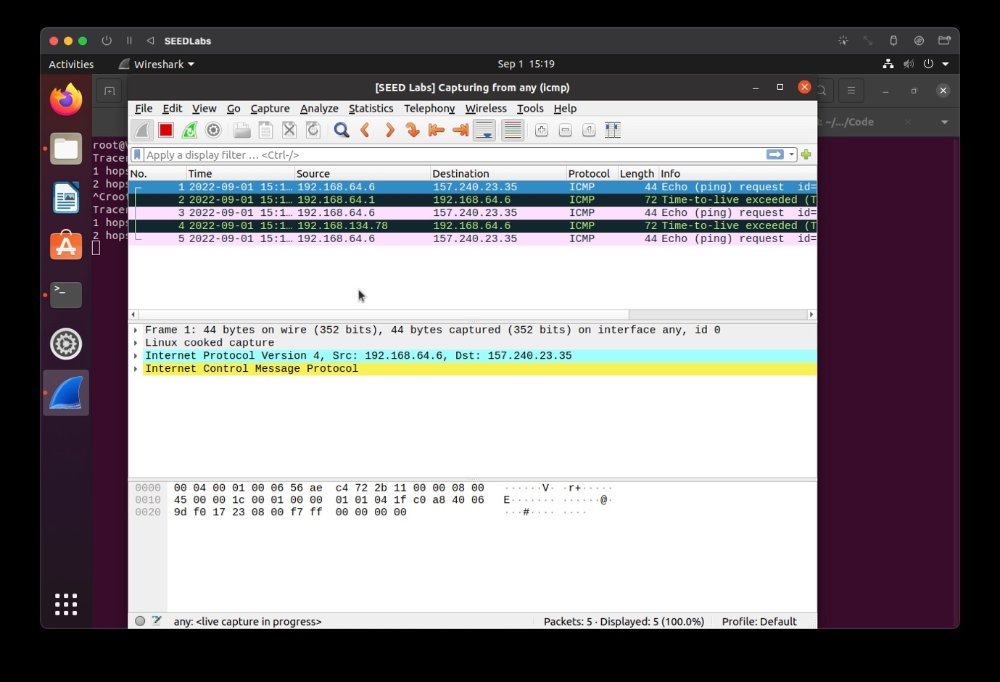 SEEDLabs
Activities
Wireshark
Sep 1 15:19
[SEED Labs] Capturing from any (icmp)
File Edit View Go Capture Analyze Statistics Telephony Wireless Tools Help
: ~/.../Code
Apply a display filter … <Ctrl-/>
No. Time Source Destination Protocol Length Info
1 2022-09-01 15:1… 192.168.64.6 157.240.23.35 ICMP 44 Echo (ping) request id=
2 2022-09-01 15:1… 192.168.64.1 192.168.64.6 ICMP 72 Time-to-live exceeded (T
3 2022-09-01 15:1… 192.168.64.6 157.240.23.35 ICMP 44 Echo (ping) request id=
4 2022-09-01 15:1… 192.168.134.78 192.168.64.6 ICMP 72 Time-to-live exceeded (T
5 2022-09-01 15:1… 192.168.64.6 157.240.23.35 ICMP 44 Echo (ping) request id=
root@
Tracer
1 hops
2 hops
^Croot
Tracer
1 hops
2 hops
Frame 1: 44 bytes on wire (352 bits), 44 bytes captured (352 bits) on interface any, id 0
Linux cooked capture
Internet Protocol Version 4, Src: 192.168.64.6, Dst: 157.240.23.35
Internet Control Message Protocol
0000 00 04 00 01 00 06 56 ae c4 72 2b 11 00 00 08 00 ······V· ·r+·····
0010 45 00 00 1c 00 01 00 00 01 01 04 1f c0 a8 40 06 E······· ······@·
0020 9d f0 17 23 08 00 f7 ff 00 00 00 00 ···#···· ····
any: <live capture in progress>
Packets: 5 · Displayed: 5 (100.0%)
Profile: Default